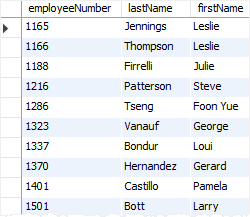 employeeNumber lastName firstName
1165 Jennings Leslie
1166 Thompson Leslie
1188 Firrelli Julie
1216 Patterson Steve
1286 Tseng Foon Yue
1323 Vanauf George
1337 Bondur Loui
1370 Hernandez Gerard
1401 Castillo Pamela
1501 Bott Larry